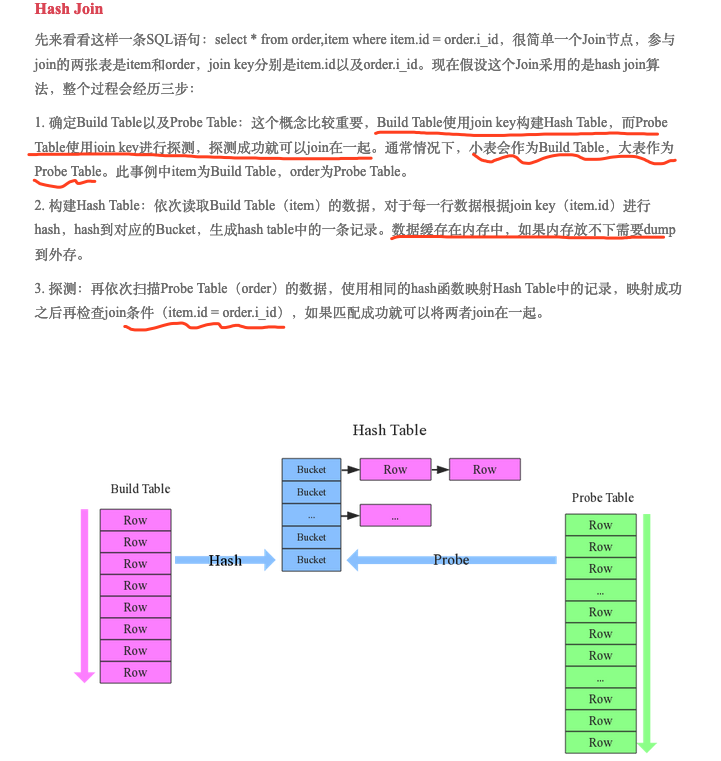 Hash Join
先来看看这样一条SQL语句：select * from order,item where item.id = order.i_id，很简单一个Join节点，参与
join的两张表是item和order，join key分别是item.id以及order.i_id。现在假设这个Join采用的是hash join算
法，整个过程会经历三步：
1. 确定Build Table以及Probe Table：这个概念比较重要，Build Table使用join key构建Hash Table，而Probe
Table使用join key进行探测，探测成功就可以join在一起。通常情况下，小表会作为Build Table，大表作为
Probe Table。此事例中item为Build Table，order为Probe Table。
2. 构建Hash Table：依次读取Build Table（item）的数据，对于每一行数据根据join key（item.id）进行
hash，hash到对应的Bucket，生成hash table中的一条记录。数据缓存在内存中，如果内存放不下需要dump
到外存。
3. 探测：再依次扫描Probe Table（order）的数据，使用相同的hash函数映射Hash Table中的记录，映射成功
之后再检查join条件（item.id = order.i_id），如果匹配成功就可以将两者join在一起。
Hash Table
Bucket
Row
Row
Bucket
...
...
Bucket
Bucket
Build Table
Row
Row
Row
Row
Row
Row
Row
Row
Hash
Probe
Probe Table
Row
Row
Row
...
Row
Row
Row
...
Row
Row
Row